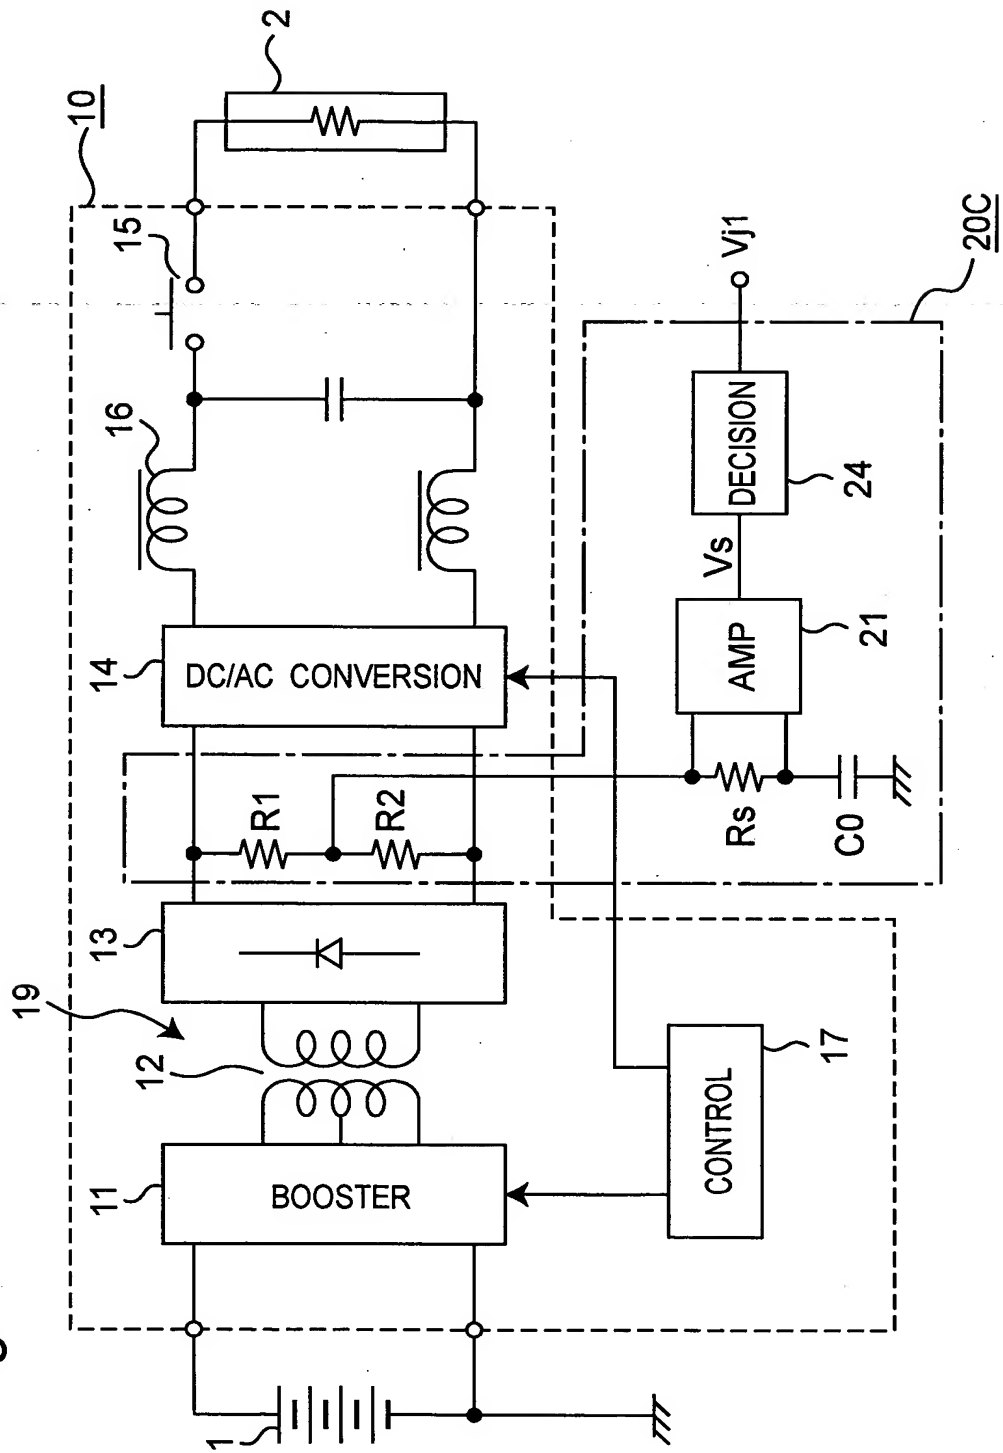 10
2
15
16
14
DC/AC CONVERSION
R1
R2
13
19
12
11
BOOSTER
1
CONTROL
17
Rs
C0
AMP
21
Vs
DECISION
24
Vj1
20C